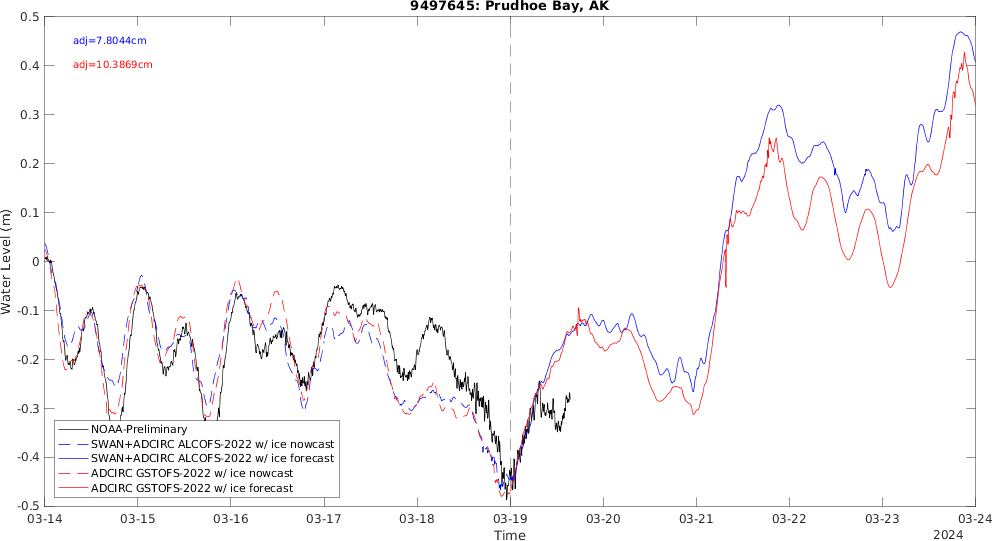 9497645: Prudhoe Bay, AK
adj=7.8044cm
adj=10.3869cm
Water Level (m)
0.5
0.4
0.3
0.2
0.1
0
-0.1
-0.2
-0.3
-0.4
-0.5
NOAA-Preliminary
SWAN+ADCIRC ALCOFS-2022 w/ ice nowcast
SWAN+ADCIRC ALCOFS-2022 w/ ice forecast
ADCIRC GSTOFS-2022 w/ ice nowcast
ADCIRC GSTOFS-2022 w/ ice forecast
03-14 03-15 03-16 03-17 03-18 03-19 03-20 03-21 03-22 03-23 03-24
Time
2024